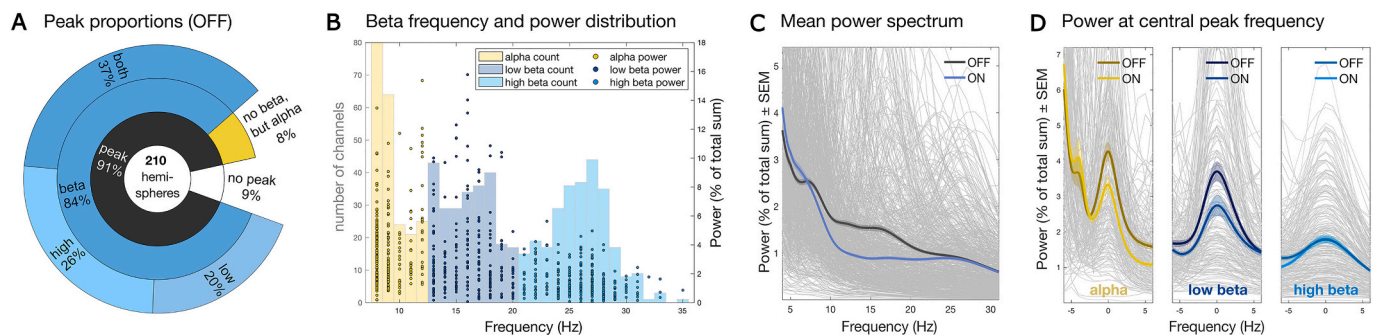 A Peak proportions (OFF)
both
37%
no beta,
but alpha
8%
peak
91%
210
hemi-
spheres
no peak
9%
beta
84%
high
26%
low
20%
B Beta frequency and power distribution
number of channels
80
70
60
50
40
30
20
10
0
alpha count
low beta count
high beta count
alpha power
low beta power
high beta power
18
16
14
12
10
8
6
4
2
0
Power (% of total sum)
10 15 20 25 30 35
Frequency (Hz)
C Mean power spectrum
Power (% of total sum) ± SEM
5
4
3
2
1
OFF
ON
5 10 15 20 25 30
Frequency (Hz)
D Power at central peak frequency
Power (% of total sum) ± SEM
7
6
5
4
3
2
1
OFF
ON
alpha
-5 0 5
OFF
ON
low beta
-5 0 5
OFF
ON
high beta
-5 0 5
Frequency (Hz)